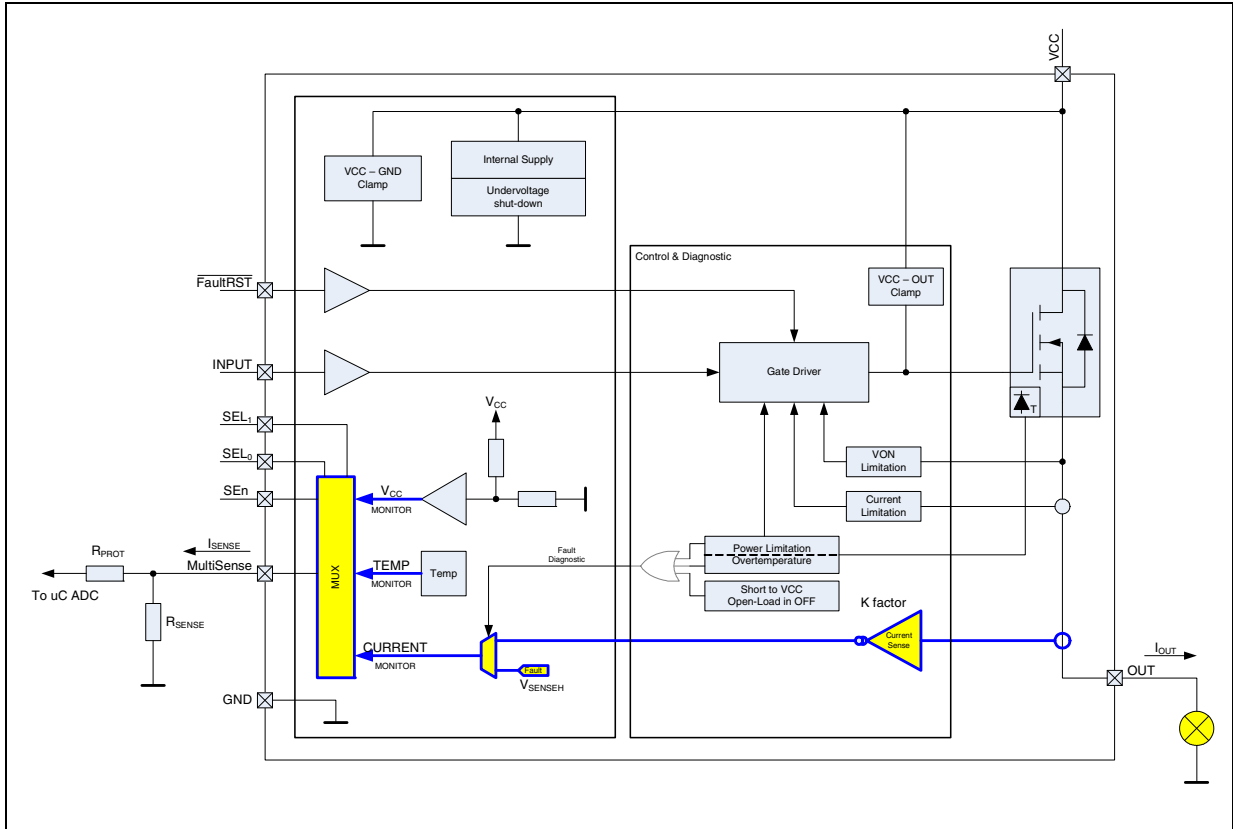 VCC
VCC – GND
Clamp
Internal Supply
Undervoltage
shut-down
Control & Diagnostic
FaultRST
VCC – OUT
Clamp
INPUT
Gate Driver
T
SEL1
VCC
SEL0
VON
Limitation
SEn
VCC
MONITOR
Current
Limitation
ISENSE
RPROT
MultiSense
MUX
TEMP
MONITOR
Temp
Fault
Diagnostic
Power Limitation
Overtemperature
To uC ADC
RSENSE
Short to VCC
Open-Load in OFF
K factor
CURRENT
MONITOR
Current
Sense
Fault
VSENSEH
IOUT
OUT
GND